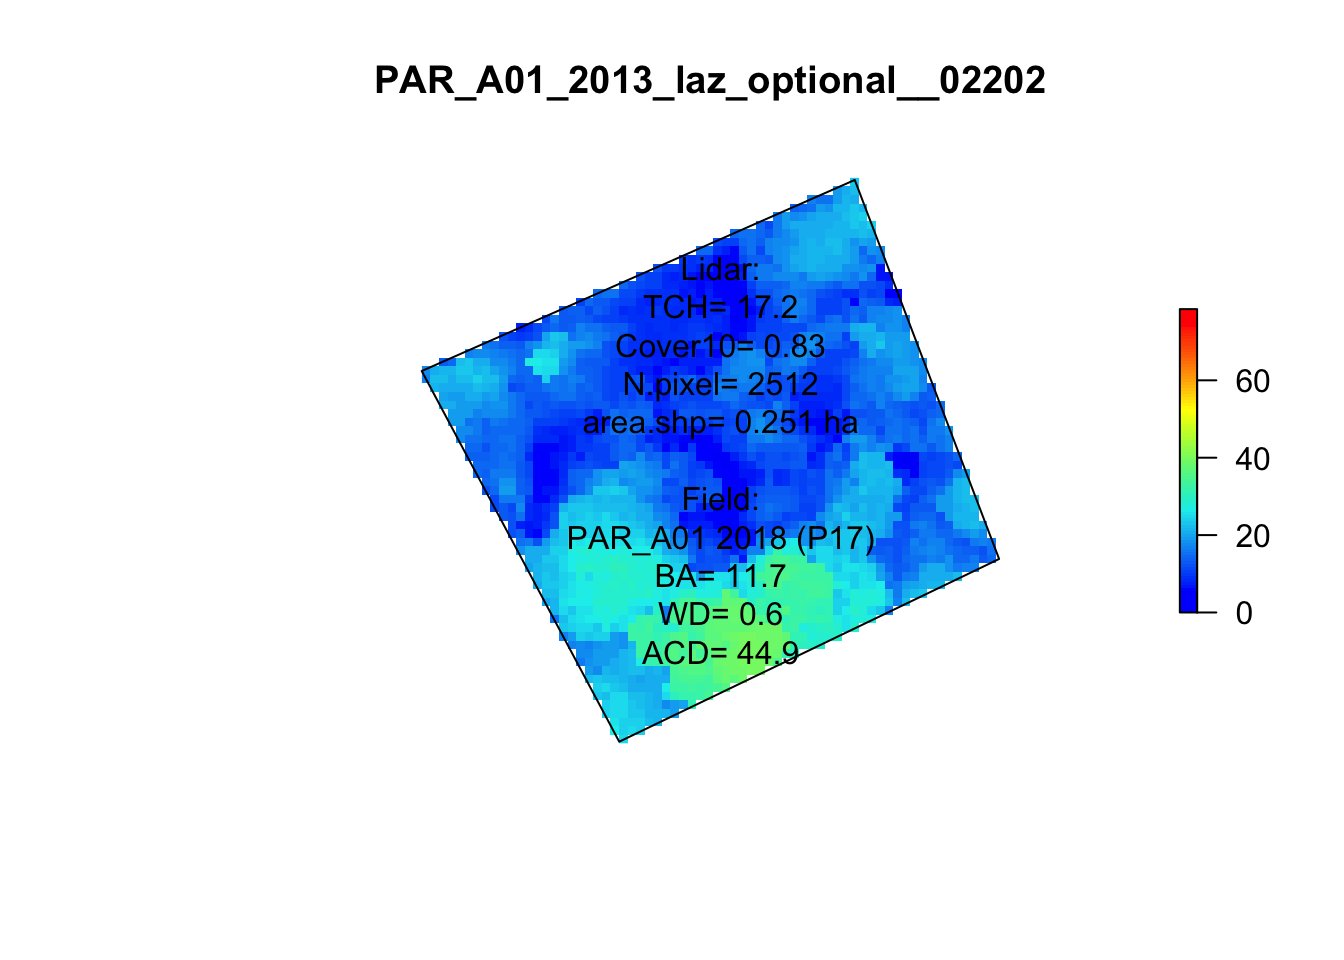 PAR_A01_2013_laz_optional__02202
Lidar:
TCH= 17.2
Cover10= 0.83
N.pixel= 2512
area.shp= 0.251 ha
Field:
PAR_A01 2018 (P17)
BA= 11.7
WD= 0.6
ACD= 44.9
60
40
20
0